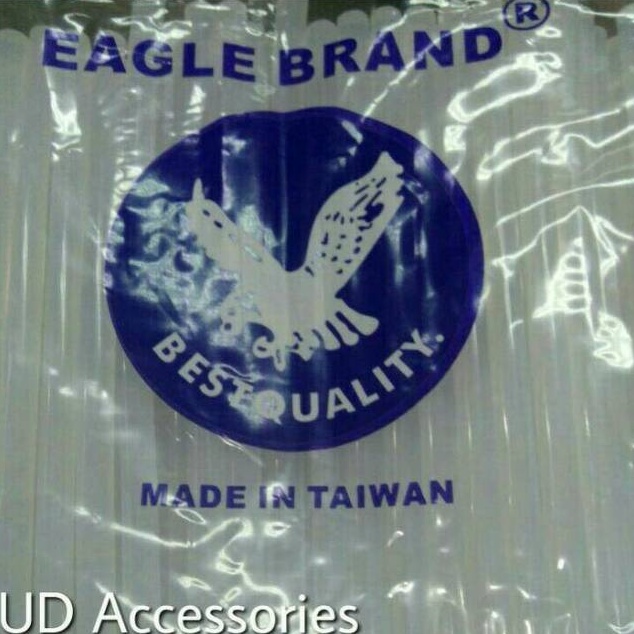 EAGLE BRAND®
BEST QUALITY.
MADE IN TAIWAN
UD Accessories